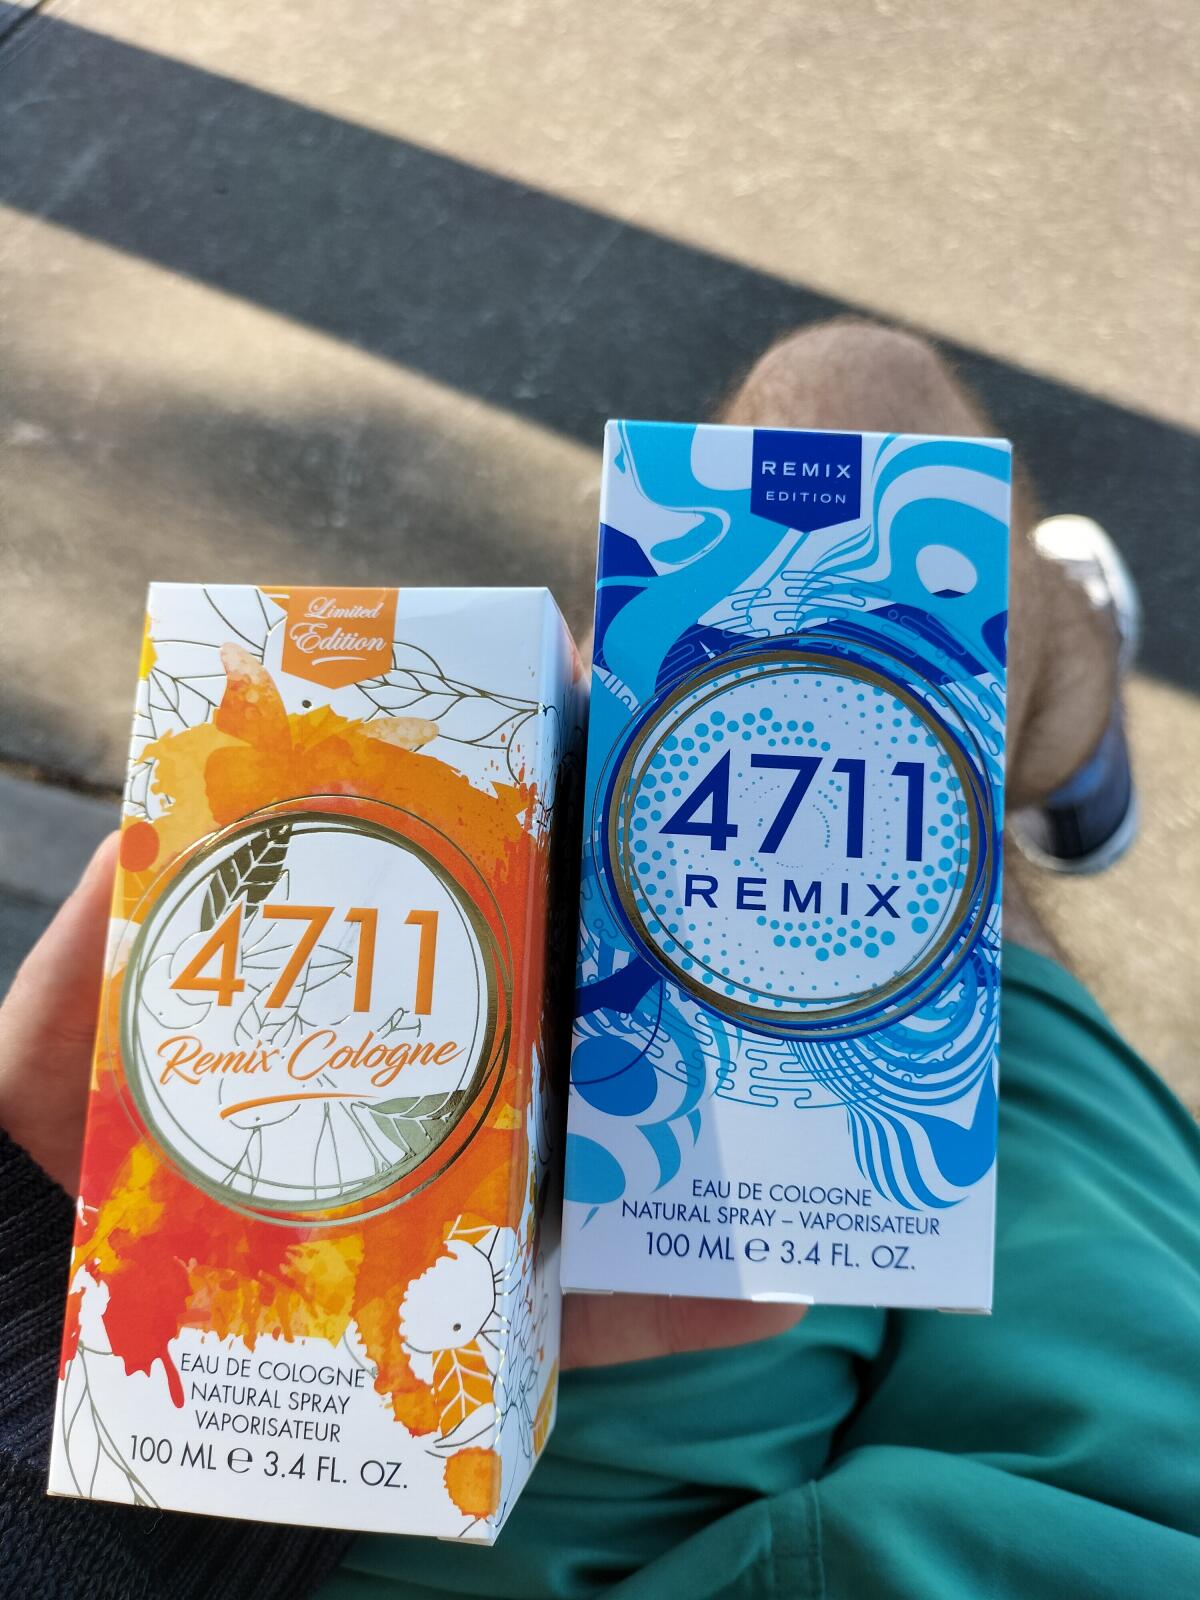 Limited
Edition
4711
Remix Cologne
EAU DE COLOGNE
NATURAL SPRAY
VAPORISATEUR
100 ML ℮ 3.4 FL. OZ.
REMIX
EDITION
4711
REMIX
EAU DE COLOGNE
NATURAL SPRAY – VAPORISATEUR
100 ML ℮ 3.4 FL. OZ.